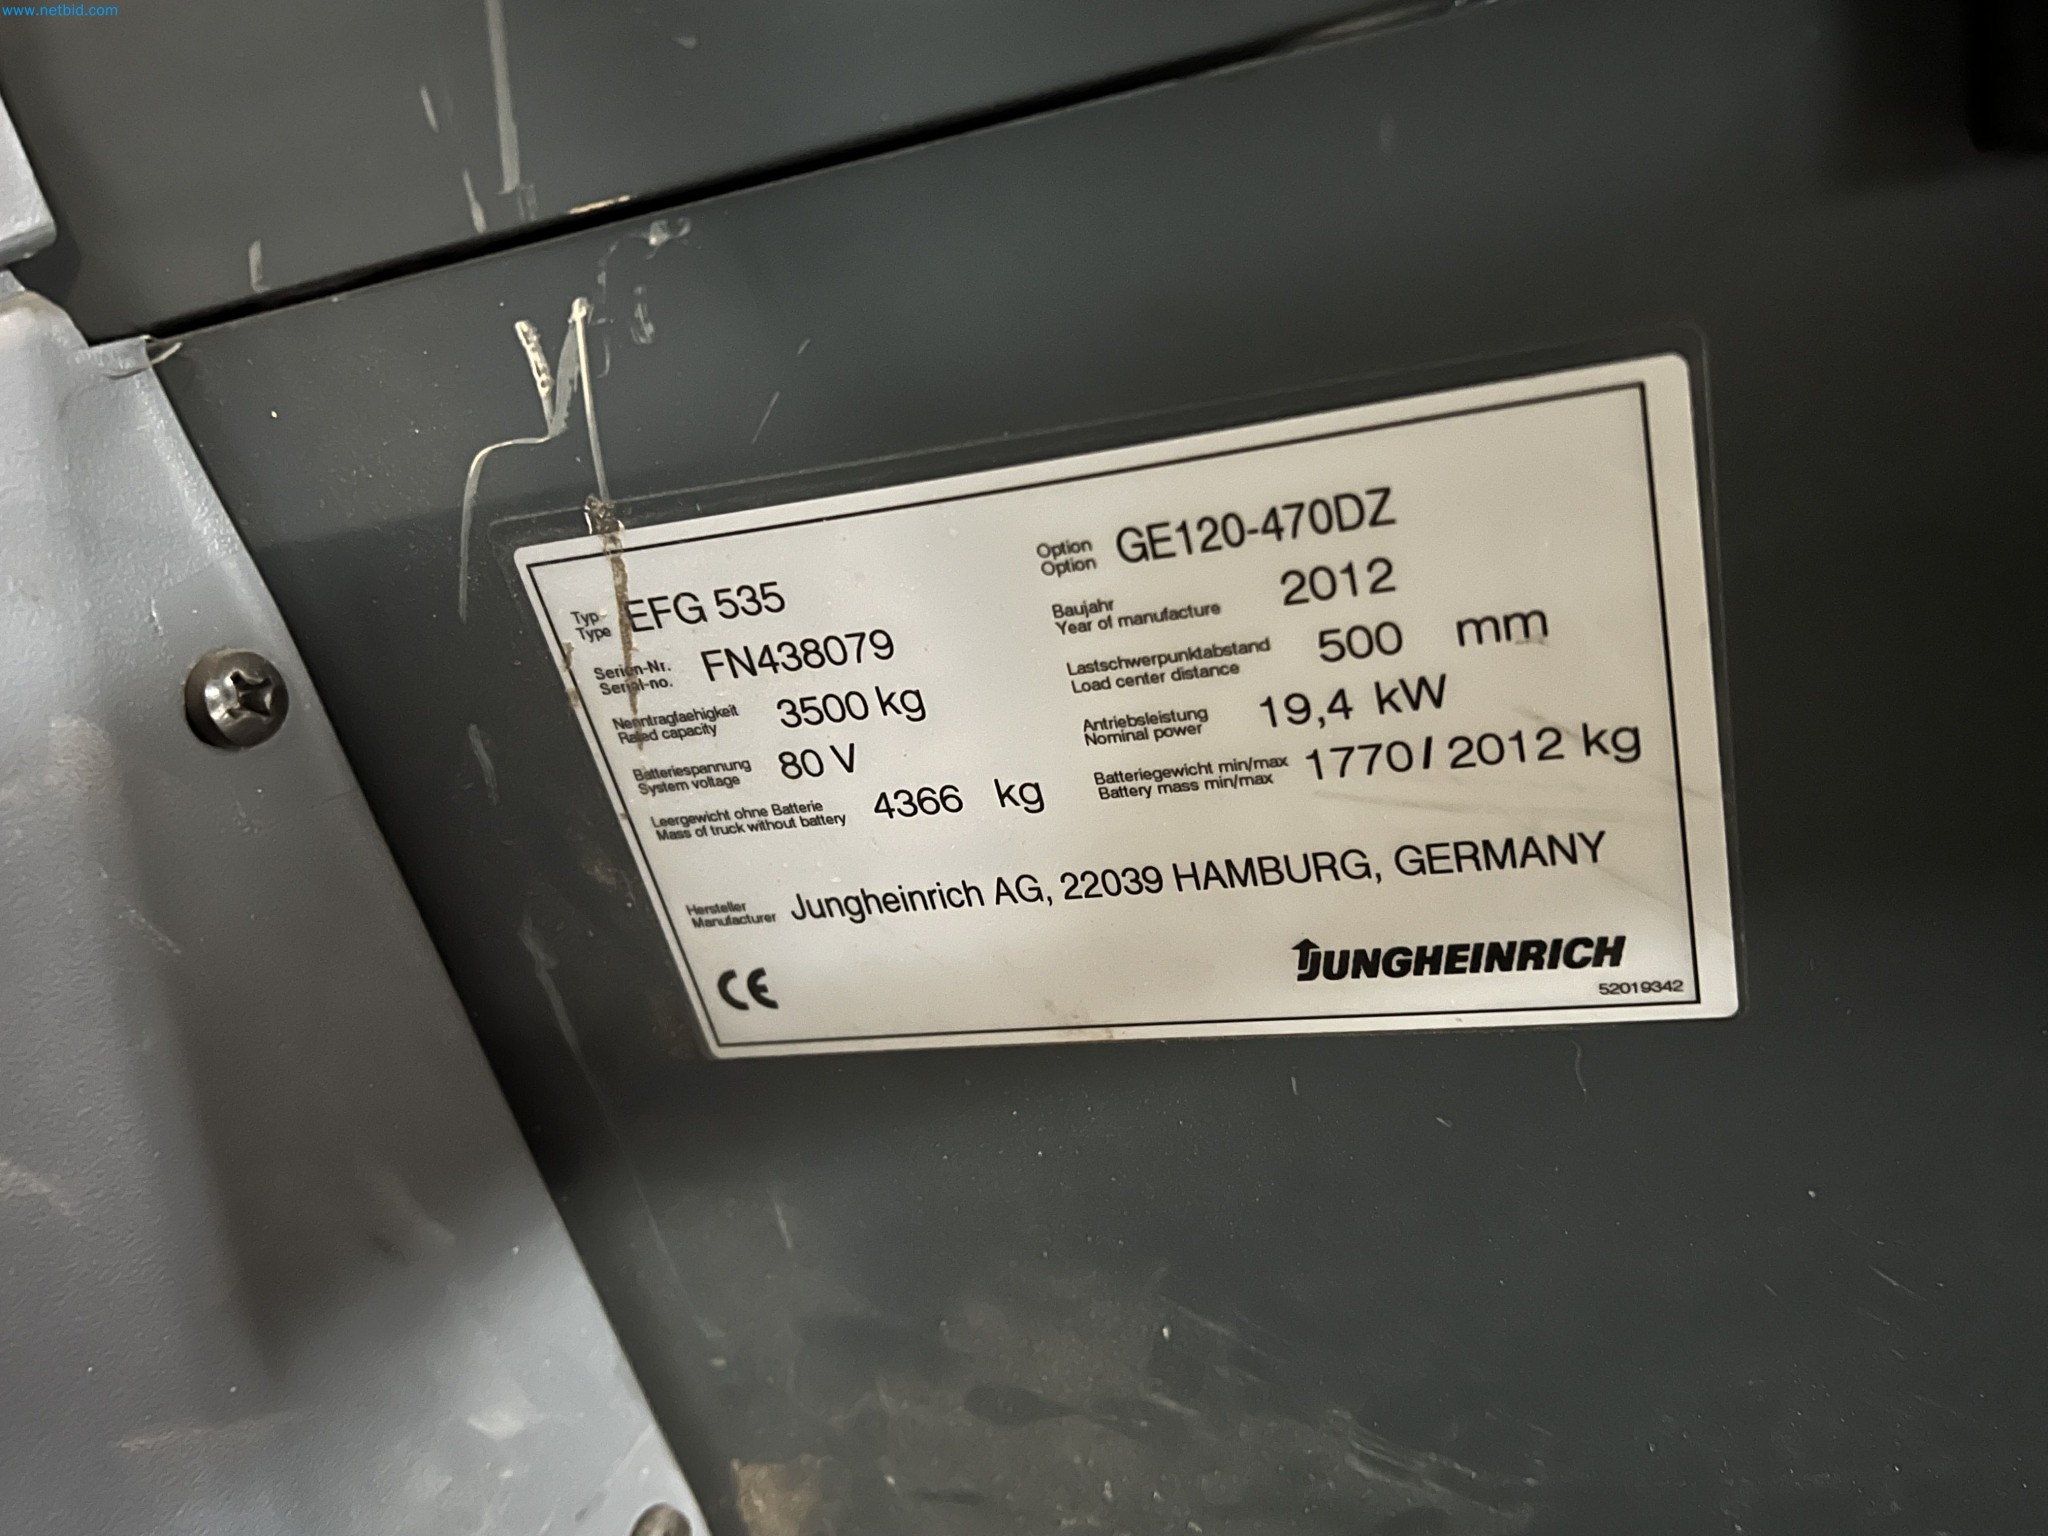 www.netbid.com
Typ
Type EFG 535
Option
Option GE120-470DZ
Serien-Nr.
Serial-no. FN438079
Baujahr
Year of manufacture 2012
Nenntragfaehigkeit
Rated capacity 3500 kg
Lastschwerpunktabstand
Load center distance 500 mm
Batteriespannung
System voltage 80 V
Antriebsleistung
Nominal power 19,4 kW
Leergewicht ohne Batterie
Mass of truck without battery 4366 kg
Batteriegewicht min/max
Battery mass min/max 1770/2012 kg
Hersteller
Manufacturer Jungheinrich AG, 22039 HAMBURG, GERMANY
CE
JUNGHEINRICH
52019342